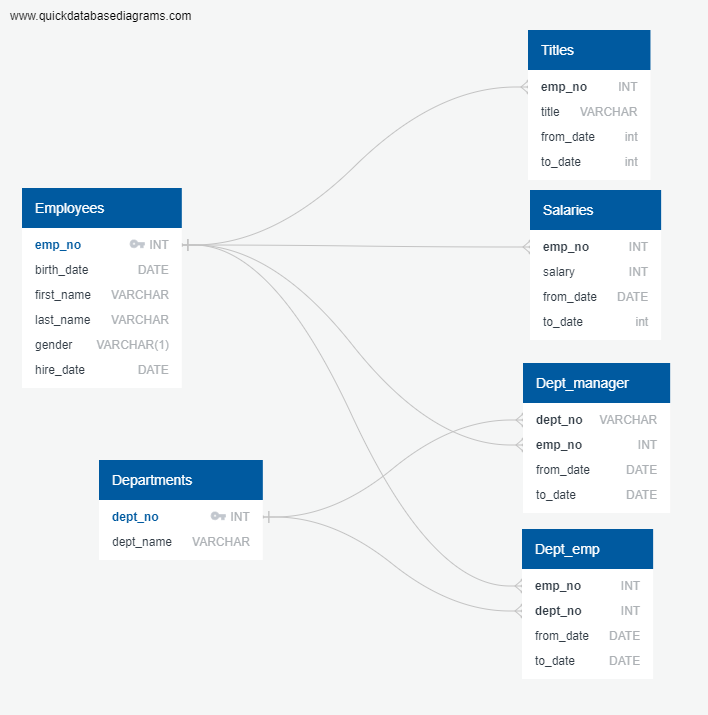 www.quickdatabasediagrams.com
Titles
emp_no INT
title VARCHAR
from_date int
to_date int
Employees
emp_no INT
birth_date DATE
first_name VARCHAR
last_name VARCHAR
gender VARCHAR(1)
hire_date DATE
Salaries
emp_no INT
salary INT
from_date DATE
to_date int
Dept_manager
dept_no VARCHAR
emp_no INT
from_date DATE
to_date DATE
Departments
dept_no INT
dept_name VARCHAR
Dept_emp
emp_no INT
dept_no INT
from_date DATE
to_date DATE